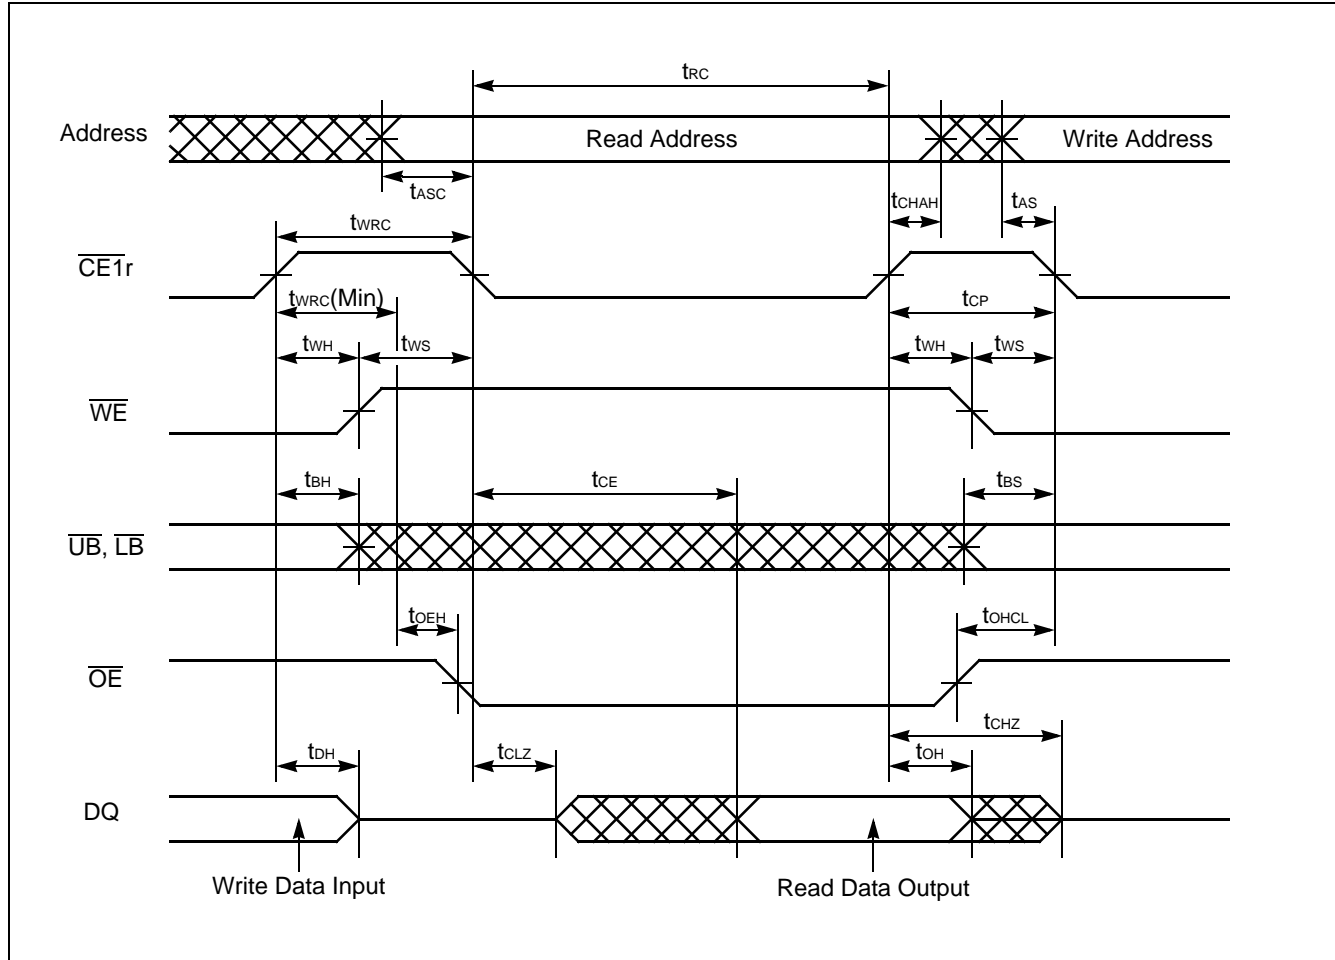 tRC
Address
Read Address
Write Address
tASC
tCHAH
tAS
tWRC
CE1r
tWRC(Min)
tCP
tWH
tWS
tWH
tWS
WE
tBH
tCE
tBS
UB, LB
tOEH
tOHCL
OE
tCHZ
tDH
tCLZ
tOH
DQ
Write Data Input
Read Data Output